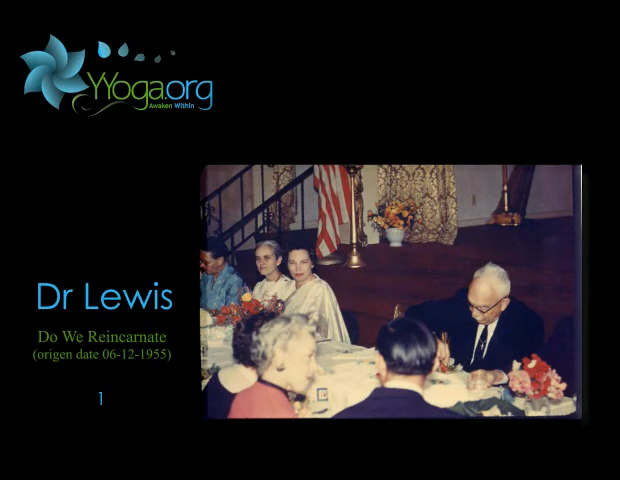 YYoga.org
Awaken Within
Dr Lewis
Do We Reincarnate
(origen date 06-12-1955)
1